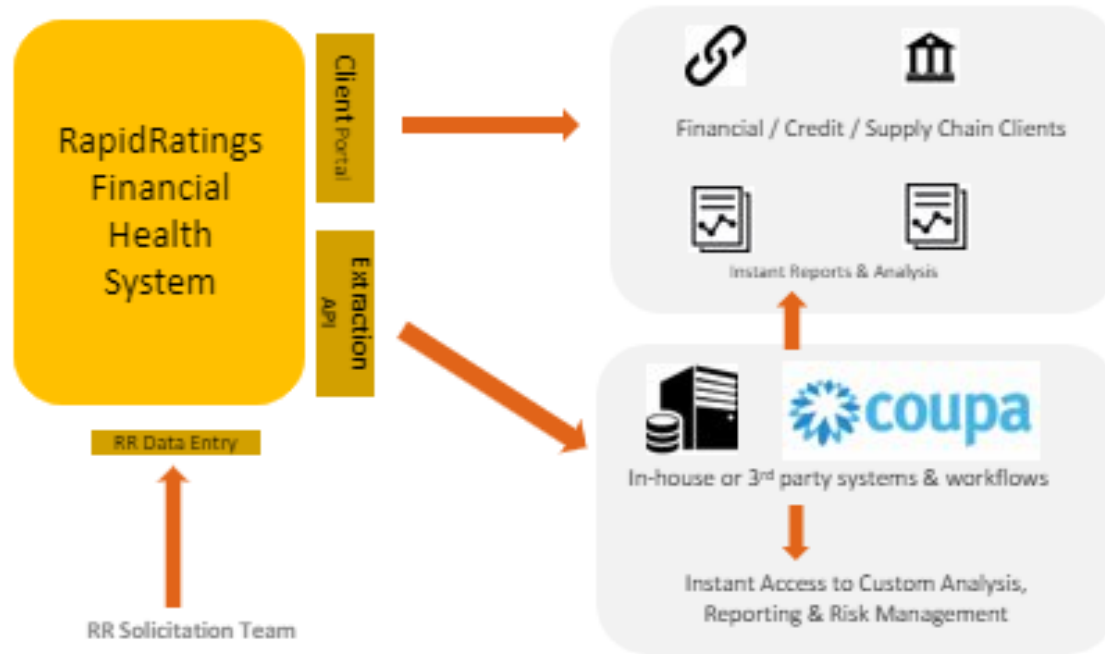 RapidRatings
Financial
Health
System
Client Portal
Extraction
API
RR Data Entry
RR Solicitation Team
Financial / Credit / Supply Chain Clients
Instant Reports & Analysis
coupa
In-house or 3rd party systems & workflows
Instant Access to Custom Analysis,
Reporting & Risk Management